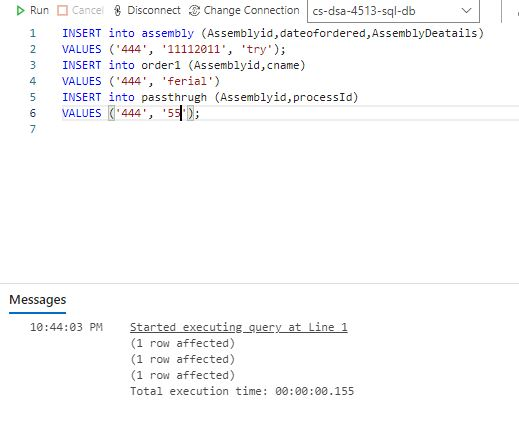 Run Cancel Disconnect Change Connection cs-dsa-4513-sql-db
1 INSERT into assembly (Assemblyid,dateofordered,AssemblyDeatails)
2 VALUES ('444', '11112011', 'try');
3 INSERT into order1 (Assemblyid,cname)
4 VALUES ('444', 'ferial')
5 INSERT into passthrugh (Assemblyid,processId)
6 VALUES ('444', '55');
7
Messages
10:44:03 PM Started executing query at Line 1
(1 row affected)
(1 row affected)
(1 row affected)
Total execution time: 00:00:00.155